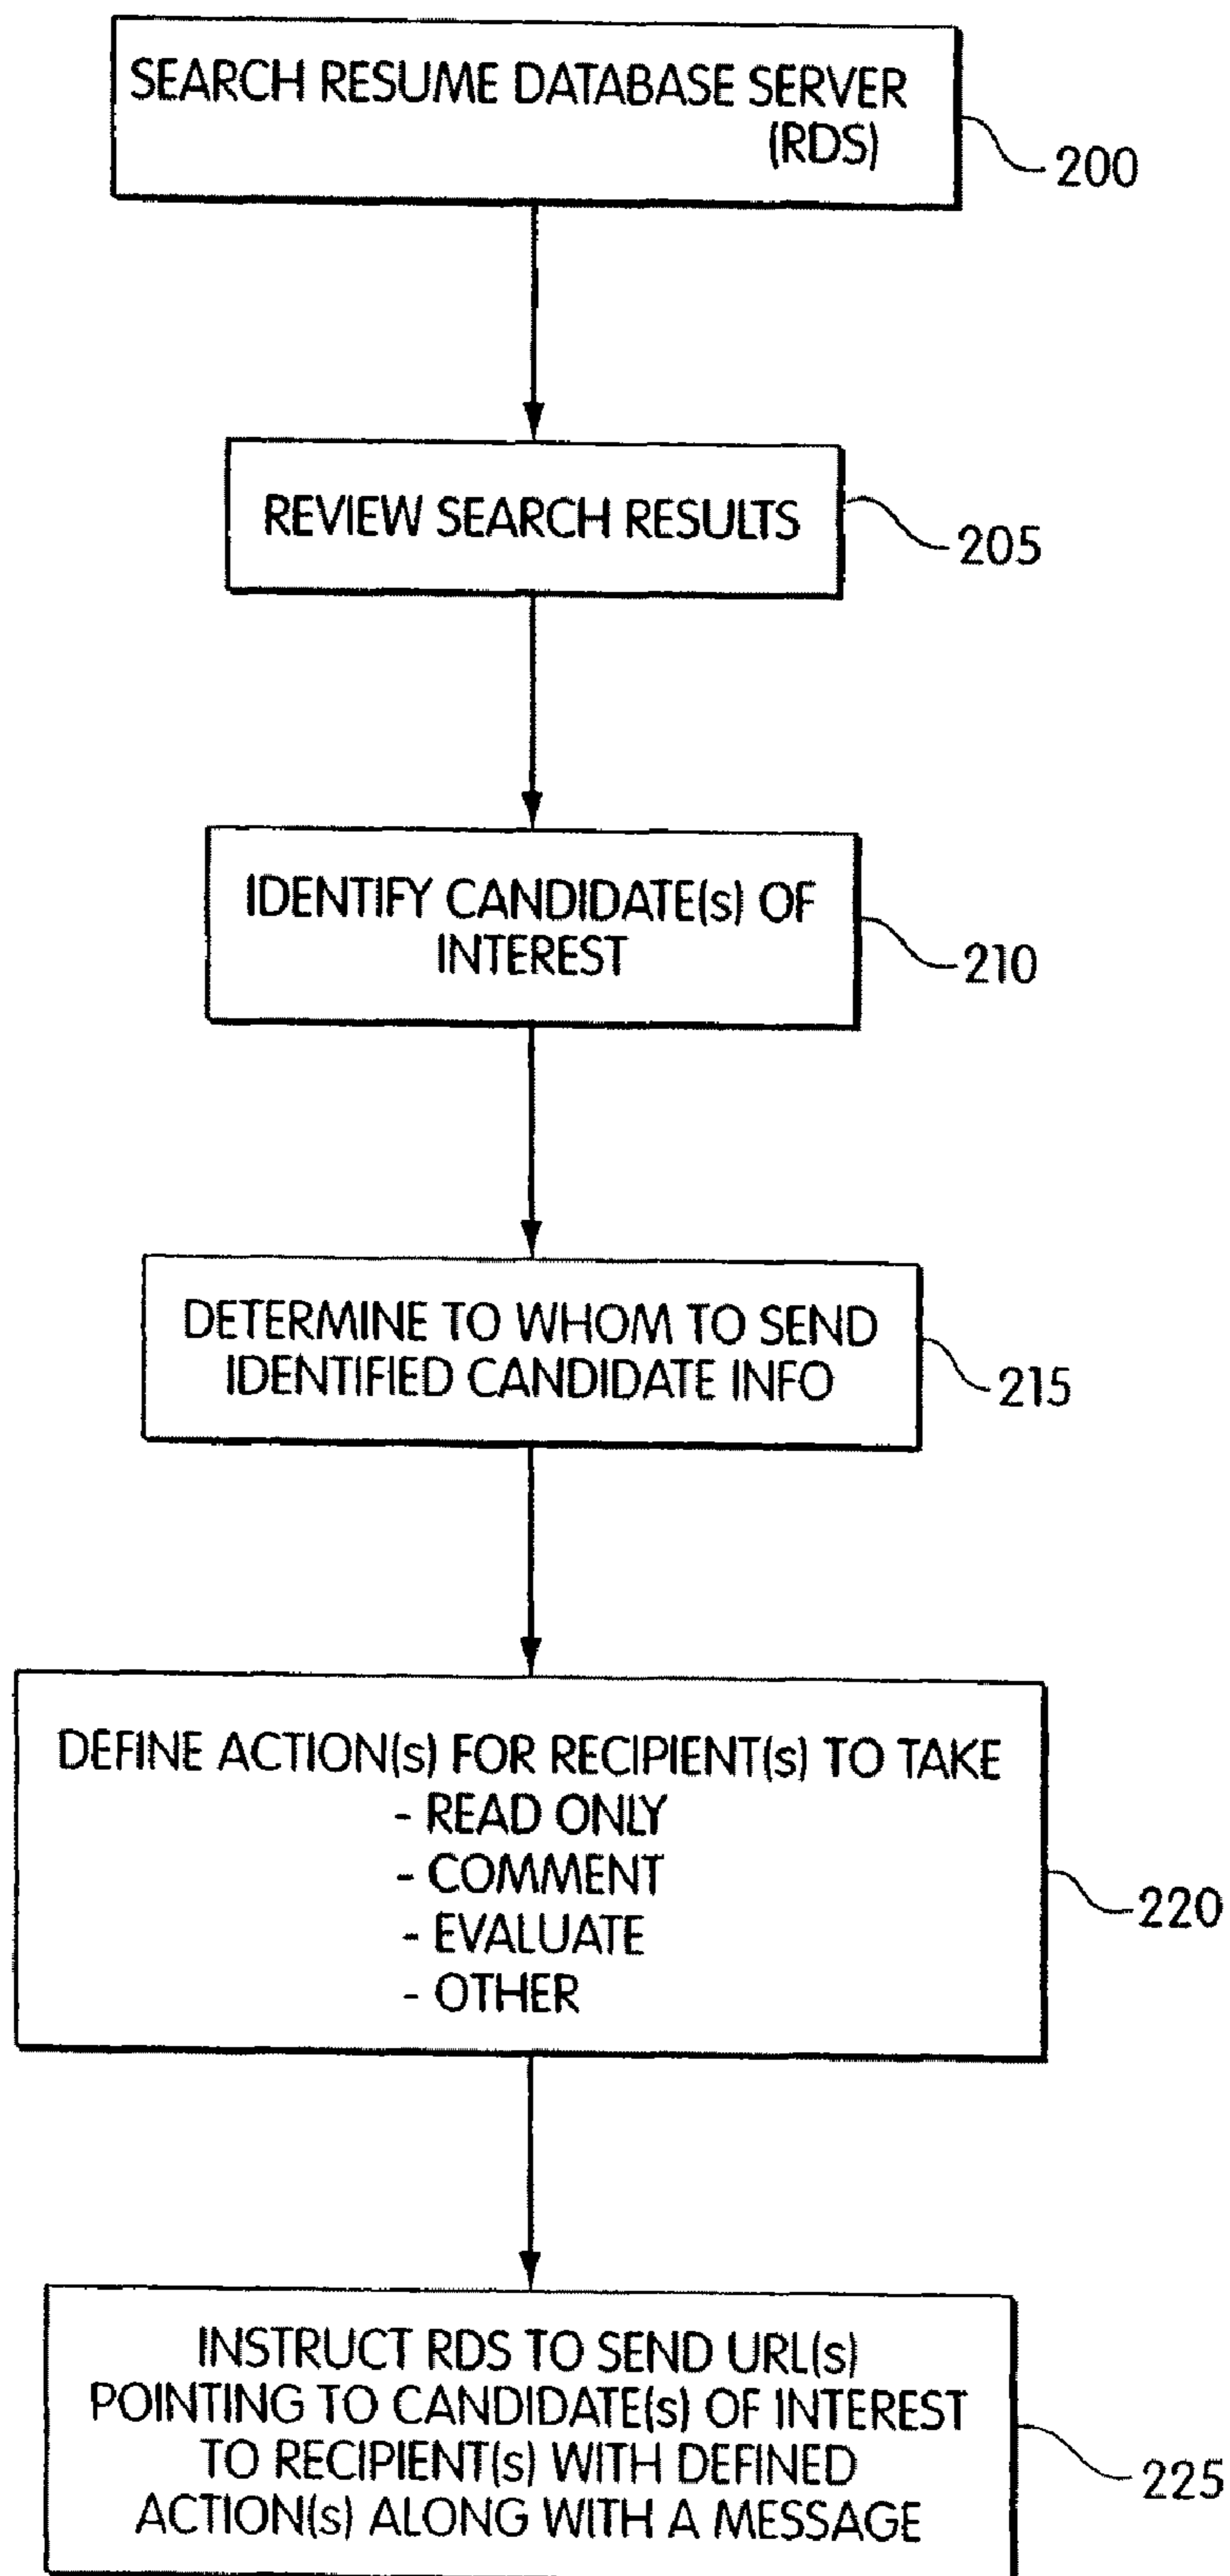 SEARCH RESUME DATABASE SERVER
(RDS)
200
REVIEW SEARCH RESULTS
205
IDENTIFY CANDIDATE(s) OF
INTEREST
210
DETERMINE TO WHOM TO SEND
IDENTIFIED CANDIDATE INFO
215
DEFINE ACTION(s) FOR RECIPIENT(s) TO TAKE
- READ ONLY
- COMMENT
- EVALUATE
- OTHER
220
INSTRUCT RDS TO SEND URL(s)
POINTING TO CANDIDATE(s) OF INTEREST
TO RECIPIENT(s) WITH DEFINED
ACTION(s) ALONG WITH A MESSAGE
225